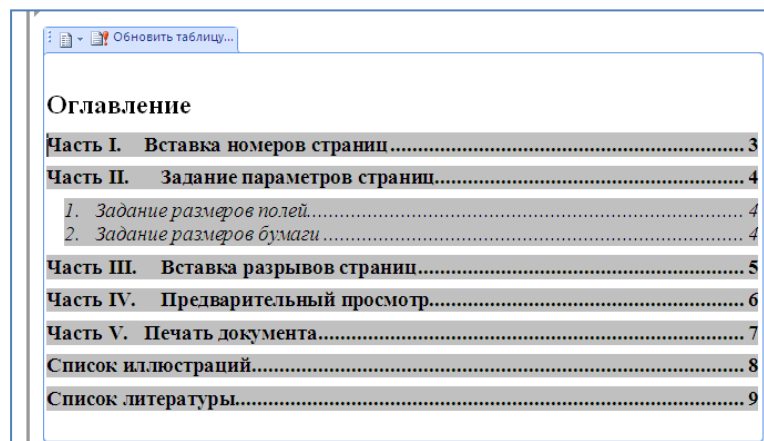 Обновить таблицу...
Оглавление
Часть I. Вставка номеров страниц.......................................................................... 3
Часть II. Задание параметров страниц................................................................. 4
1. Задание размеров полей................................................................................ 4
2. Задание размеров бумаги ............................................................................. 4
Часть III. Вставка разрывов страниц..................................................................... 5
Часть IV. Предварительный просмотр.................................................................. 6
Часть V. Печать документа......................................................................................... 7
Список иллюстраций....................................................................................................... 8
Список литературы.......................................................................................................... 9